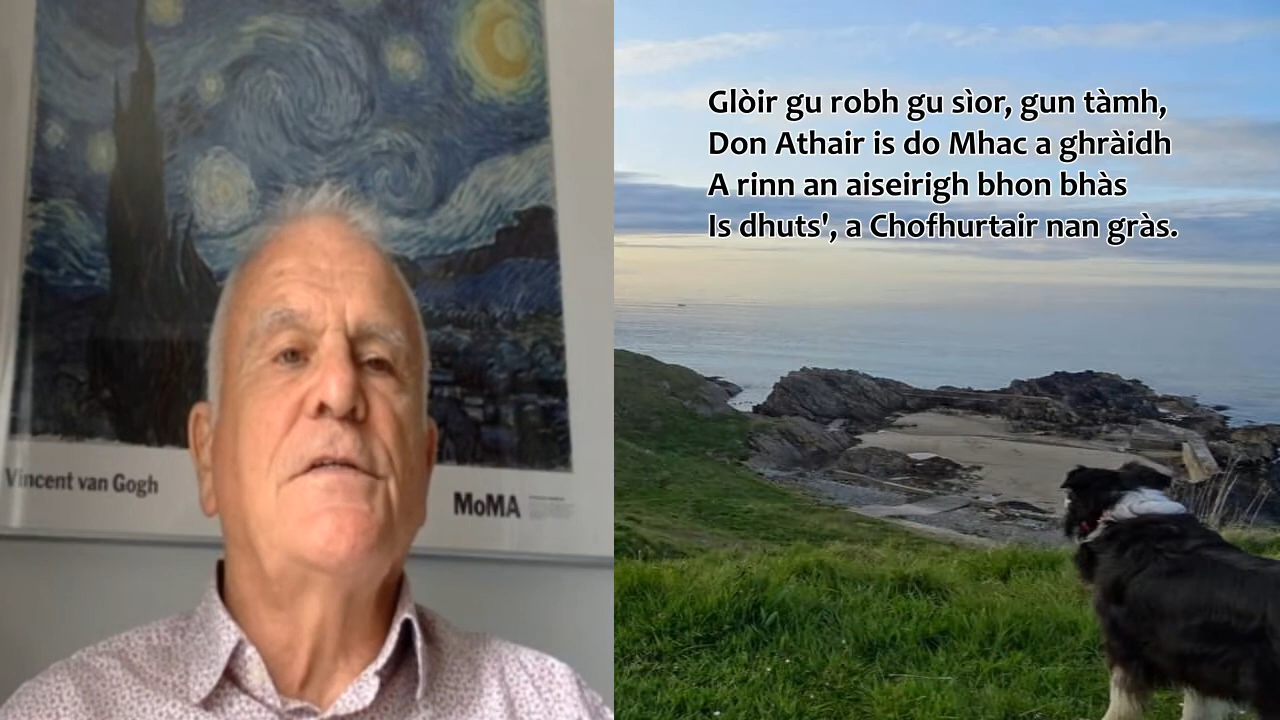 Vincent van Gogh
MoMA
Glòir gu robh gu sìor, gun tàmh,
Don Athair is do Mhac a ghràidh
A rinn an aiseirigh bhon bhàs
Is dhuts', a Chofhurtair nan gràs.